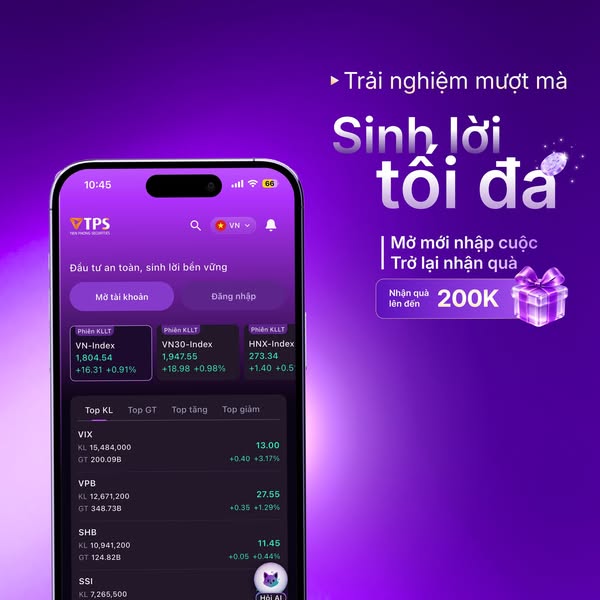 ▸ Trải nghiệm mượt mà
Sinh lời
tối đa
Mở mới nhập cuộc
Trở lại nhận quà
Nhận quà
lên đến
200K
10:45
66
TPS
TIEN PHONG SECURITIES
VN
Đầu tư an toàn, sinh lời bền vững
Mở tài khoản
Đăng nhập
Phiên KLLT
VN-Index
1,804.54
+16.31 +0.91%
Phiên KLLT
VN30-Index
1,947.55
+18.98 +0.98%
Phiên KLLT
HNX-Index
273.34
+1.40 +0.5
Top KL Top GT Top tăng Top giảm
VIX
KL 15,484,000 13.00
GT 200.09B +0.40 +3.17%
VPB
KL 12,671,200 27.55
GT 348.73B +0.35 +1.29%
SHB
KL 10,941,200 11.45
GT 124.82B +0.05 +0.44%
SSI
KL 7,265,500
Hỏi AI